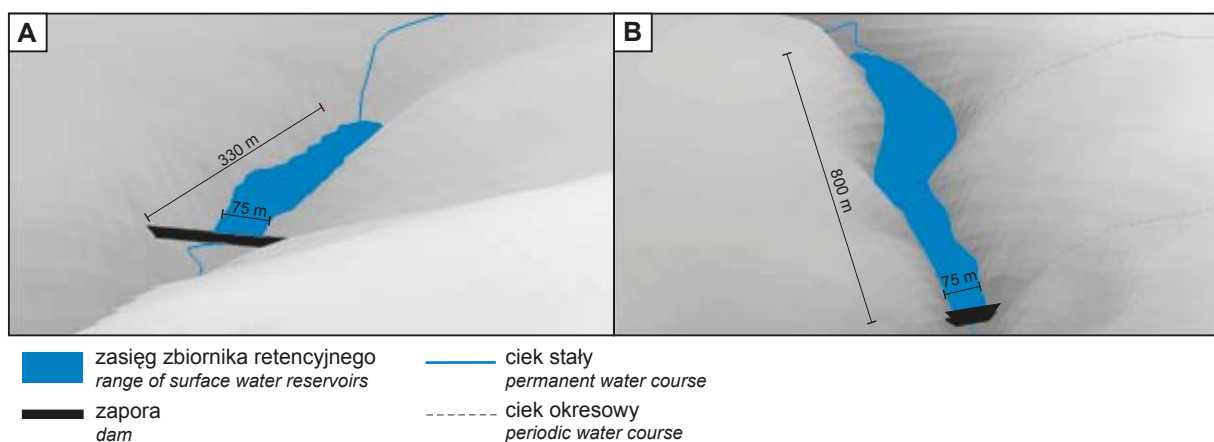 A
330 m
75 m
B
800 m
75 m
zasięg zbiornika retencyjnego
range of surface water reservoirs
zapora
dam
ciek stały
permanent water course
ciek okresowy
periodic water course